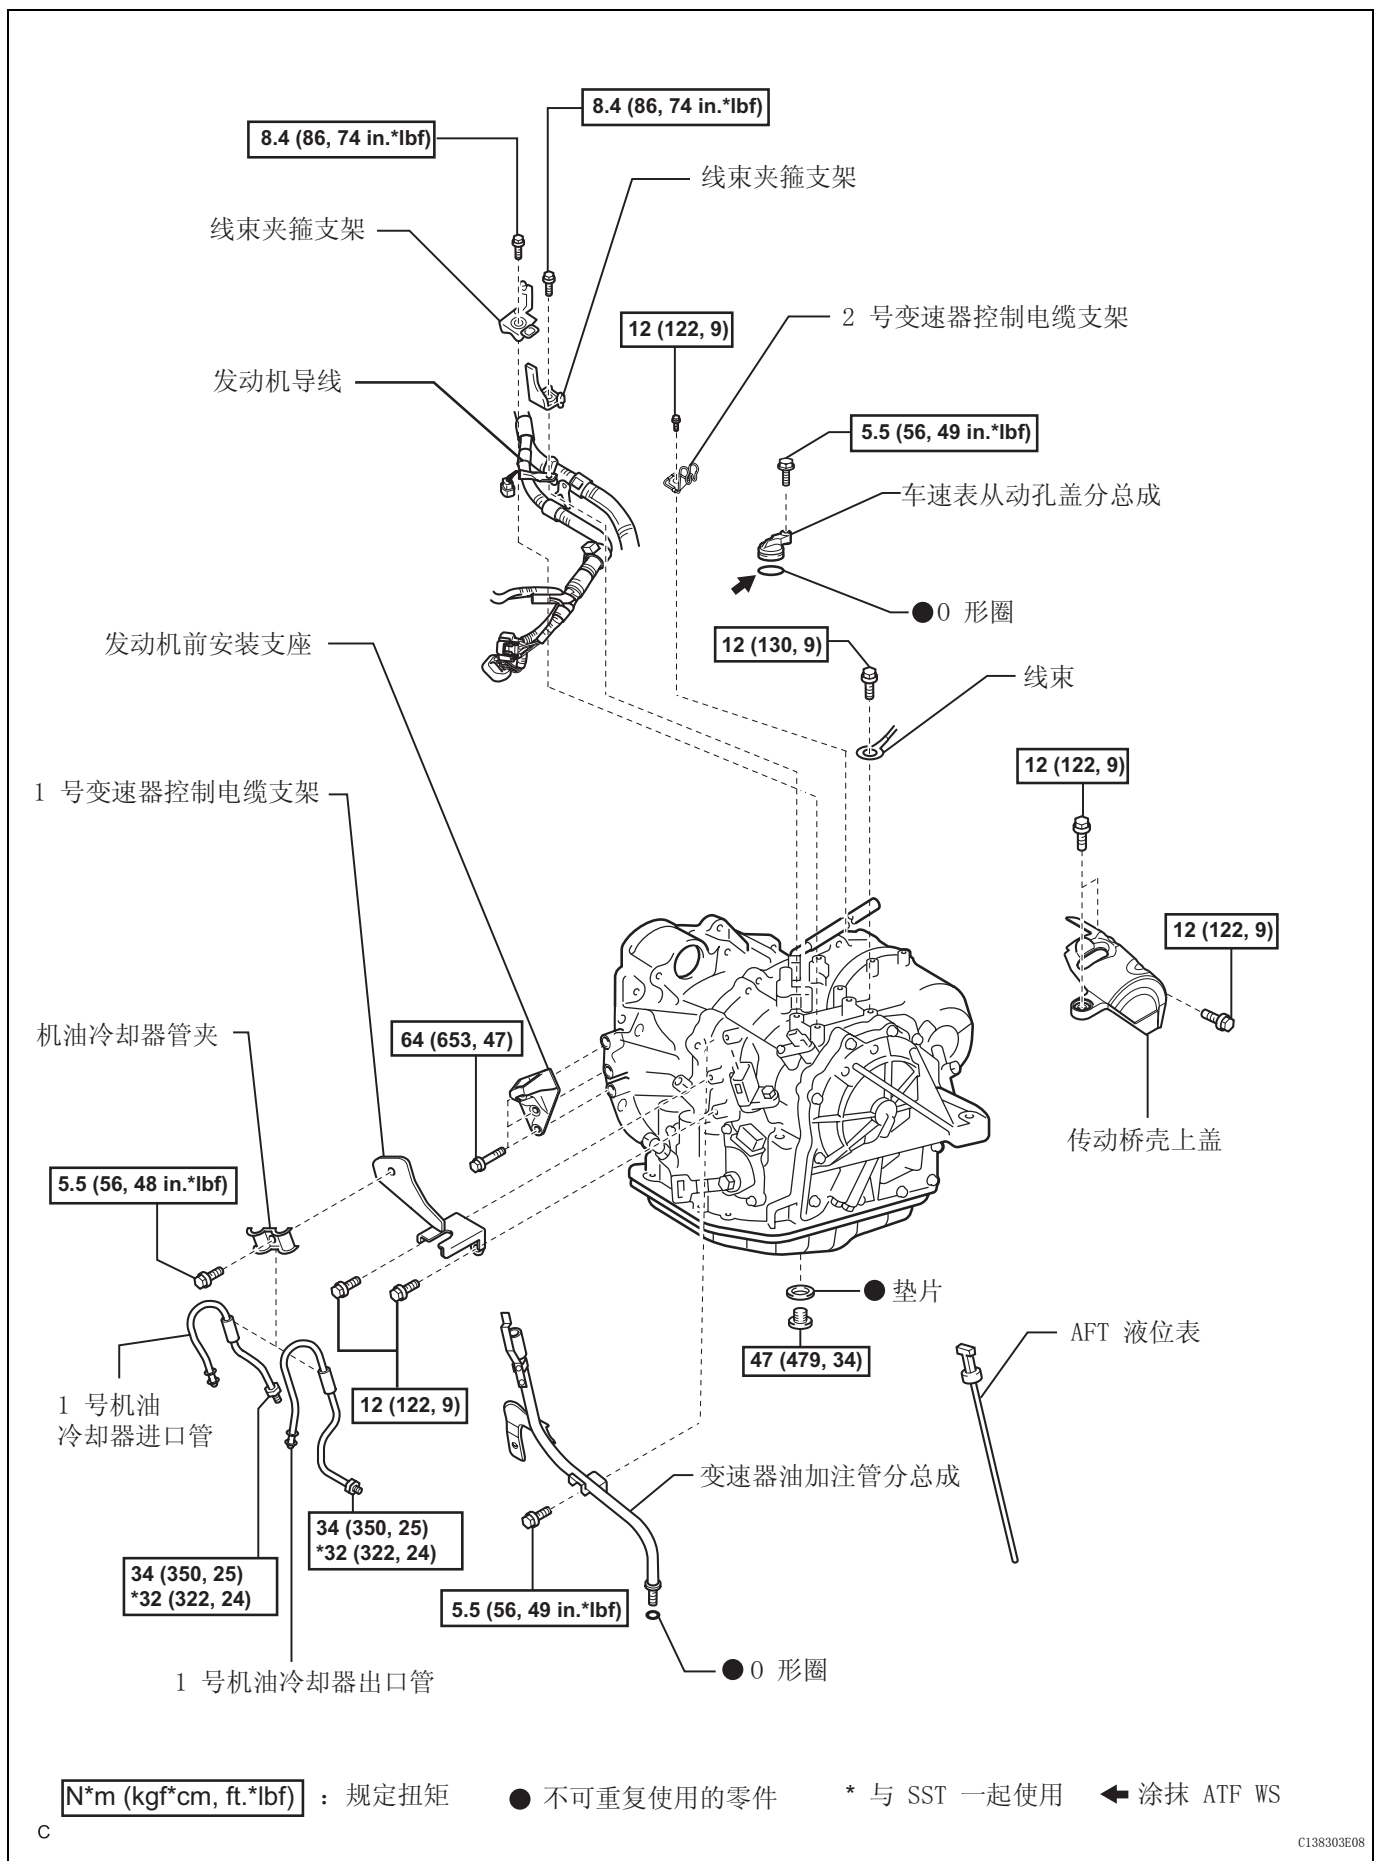 8.4 (86, 74 in.*lbf)
8.4 (86, 74 in.*lbf)
线束夹箍支架
线束夹箍支架
12 (122, 9)
2 号变速器控制电缆支架
发动机导线
5.5 (56, 49 in.*lbf)
车速表从动孔盖分总成
●O 形圈
发动机前安装支座
12 (130, 9)
线束
12 (122, 9)
1 号变速器控制电缆支架
12 (122, 9)
机油冷却器管夹
64 (653, 47)
传动桥壳上盖
5.5 (56, 48 in.*lbf)
● 垫片
AFT 液位表
47 (479, 34)
1 号机油
冷却器进口管
12 (122, 9)
变速器油加注管分总成
34 (350, 25)
*32 (322, 24)
34 (350, 25)
*32 (322, 24)
5.5 (56, 49 in.*lbf)
●O 形圈
1 号机油冷却器出口管
N*m (kgf*cm, ft.*lbf) : 规定扭矩 ● 不可重复使用的零件 * 与 SST 一起使用 ← 涂抹 ATF WS
C
C138303E08